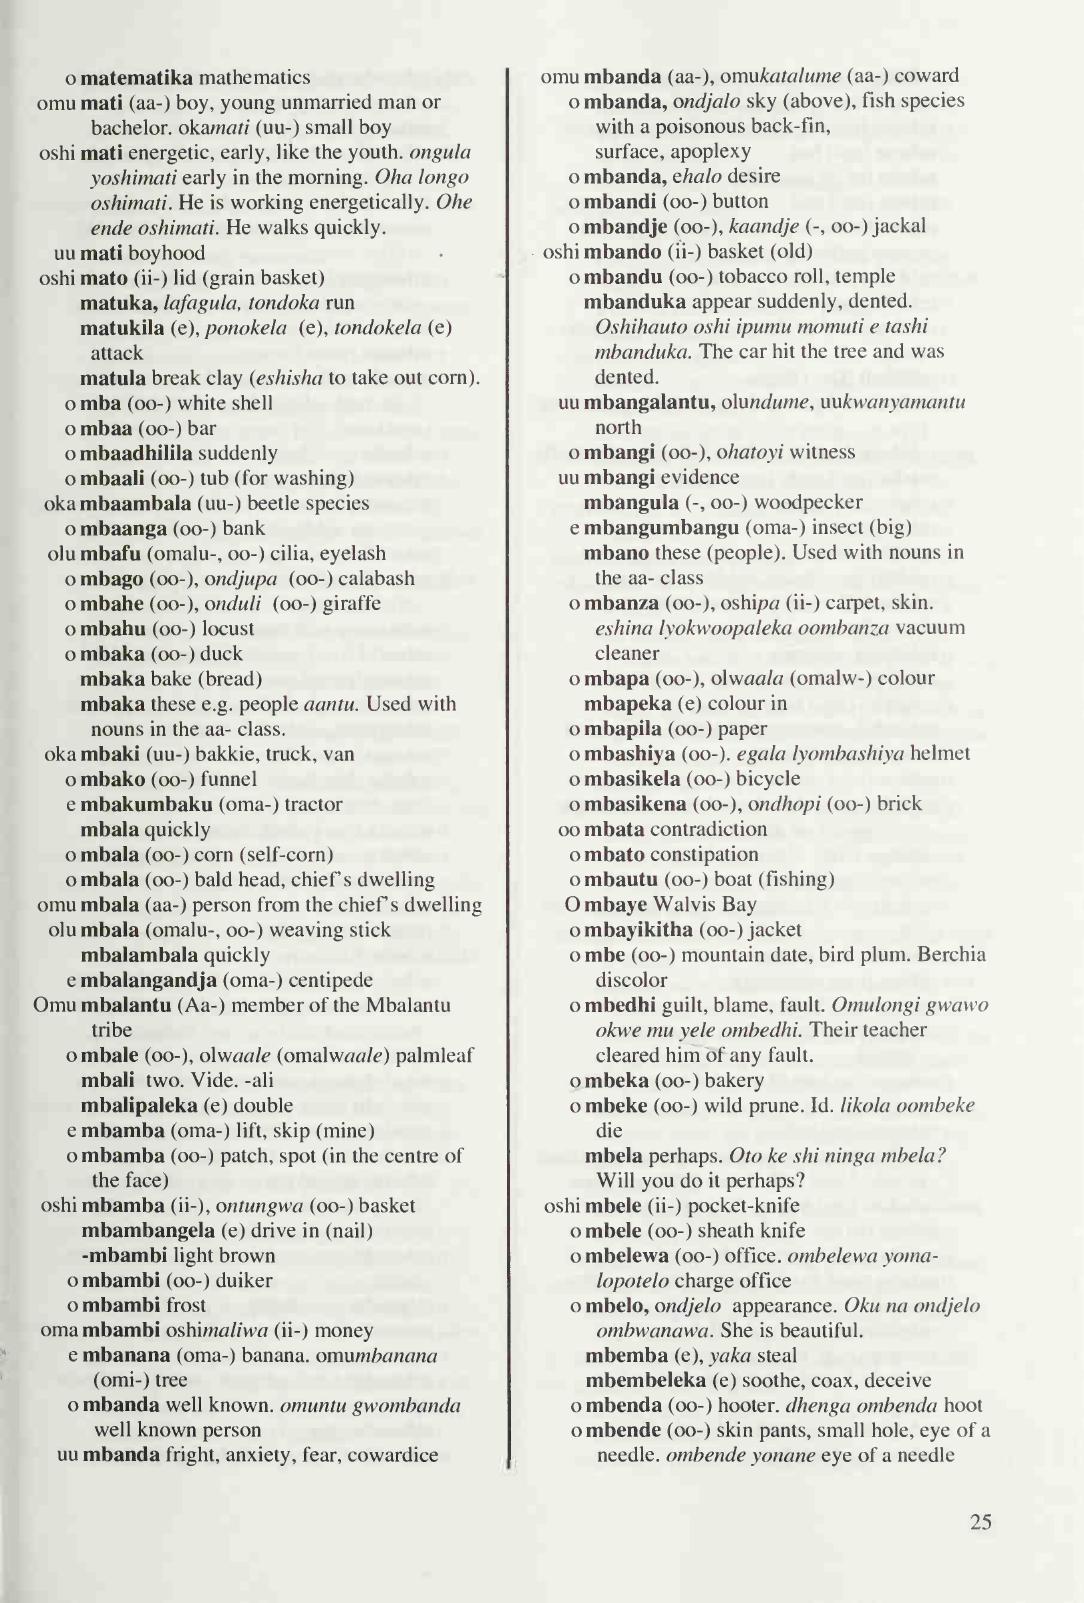 o matematika mathematics
omu mati (aa-) boy, young unmarried man or
bachelor. okamati (uu-) small boy
oshi mati energetic, early, like the youth. ongula
yoshimati early in the morning. Oha longo
oshimati. He is working energetically. Ohe
ende oshimati. He walks quickly.
uu mati boyhood
oshi mato (ii-) lid (grain basket)
matuka, lafagula, tondoka run
matukila (e), ponokela (e), tondokela (e)
attack
matula break clay (eshisha to take out corn).
o mba (oo-) white shell
o mbaa (oo-) bar
o mbaadhilila suddenly
o mbaali (oo-) tub (for washing)
oka mbaambala (uu-) beetle species
o mbaanga (oo-) bank
olu mbafu (omalu-, oo-) cilia, eyelash
o mbago (oo-), ondjupa (oo-) calabash
o mbahe (oo-), onduli (oo-) giraffe
o mbahu (oo-) locust
o mbaka (oo-) duck
mbaka bake (bread)
mbaka these e.g. people aantu. Used with
nouns in the aa- class.
oka mbaki (uu-) bakkie, truck, van
o mbako (oo-) funnel
e mbakumbaku (oma-) tractor
mbala quickly
o mbala (oo-) corn (self-corn)
o mbala (oo-) bald head, chief's dwelling
omu mbala (aa-) person from the chief's dwelling
olu mbala (omalu-, oo-) weaving stick
mbalambala quickly
e mbalangandja (oma-) centipede
Omu mbalantu (Aa-) member of the Mbalantu
tribe
o mbale (oo-), olwaale (omalwaale) palmleaf
mbali two. Vide. -ali
mbalipaleka (e) double
e mbamba (oma-) lift, skip (mine)
o mbamba (oo-) patch, spot (in the centre of
the face)
oshi mbamba (ii-), ontungwa (oo-) basket
mbambangela (e) drive in (nail)
-mbambi light brown
o mbambi (oo-) duiker
o mbambi frost
oma mbambi oshimaliwa (ii-) money
e mbanana (oma-) banana. omumbanana
(omi-) tree
o mbanda well known. omuntu gwombanda
well known person
uu mbanda fright, anxiety, fear, cowardice
omu mbanda (aa-), omukatalume (aa-) coward
o mbanda, ondjalo sky (above), fish species
with a poisonous back-fin,
surface, apoplexy
o mbanda, ehalo desire
o mbandi (oo-) button
o mbandje (oo-), kaandje (-, oo-) jackal
oshi mbando (ii-) basket (old)
o mbandu (oo-) tobacco roll, temple
mbanduka appear suddenly, dented.
Oshihauto oshi ipumu momuti e tashi
mbanduka. The car hit the tree and was
dented.
uu mbangalantu, olundume, uukwanyamantu
north
o mbangi (oo-), ohatoyi witness
uu mbangi evidence
mbangula (-, oo-) woodpecker
e mbangumbangu (oma-) insect (big)
mbano these (people). Used with nouns in
the aa- class
o mbanza (oo-), oshipa (ii-) carpet, skin.
eshina lyokwoopaleka oombanza vacuum
cleaner
o mbapa (oo-), olwaala (omalw-) colour
mbapeka (e) colour in
o mbapila (oo-) paper
o mbashiya (oo-). egala lyombashiya helmet
o mbasikela (oo-) bicycle
o mbasikena (oo-), ondhopi (oo-) brick
oo mbata contradiction
o mbato constipation
o mbautu (oo-) boat (fishing)
O mbaye Walvis Bay
o mbayikitha (oo-) jacket
o mbe (oo-) mountain date, bird plum. Berchia
discolor
o mbedhi guilt, blame, fault. Omulongi gwawo
okwe mu yele ombedhi. Their teacher
cleared him of any fault.
o mbeka (oo-) bakery
o mbeke (oo-) wild prune. Id. likola oombeke
die
mbela perhaps. Oto ke shi ninga mbela?
Will you do it perhaps?
oshi mbele (ii-) pocket-knife
o mbele (oo-) sheath knife
o mbelewa (oo-) office. ombelewa yoma-
lopotelo charge office
o mbelo, ondjelo appearance. Oku na ondjelo
ombwanawa. She is beautiful.
mbemba (e), yaka steal
mbembeleka (e) soothe, coax, deceive
o mbenda (oo-) hooter. dhenga ombenda hoot
o mbende (oo-) skin pants, small hole, eye of a
needle. ombende yonane eye of a needle
25